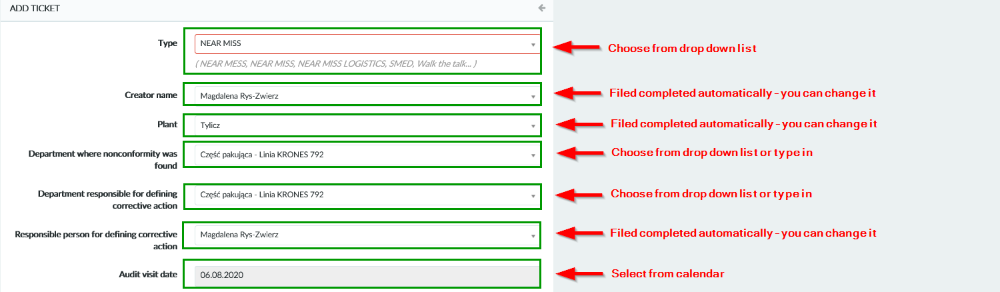 ADD TICKET
Type
NEAR MISS
Choose from drop down list
( NEAR MESS, NEAR MISS, NEAR MISS LOGISTICS, SMED, Walk the talk... )
Creator name
Magdalena Rys-Zwierz
Filed completed automatically - you can change it
Plant
Tylicz
Filed completed automatically - you can change it
Department where nonconformity was
found
Część pakująca - Linia KRONES 792
Choose from drop down list or type in
Department responsible for defining
corrective action
Część pakująca - Linia KRONES 792
Choose from drop down list or type in
Responsible person for defining corrective
action
Magdalena Rys-Zwierz
Filed completed automatically - you can change it
Audit visit date
06.08.2020
Select from calendar